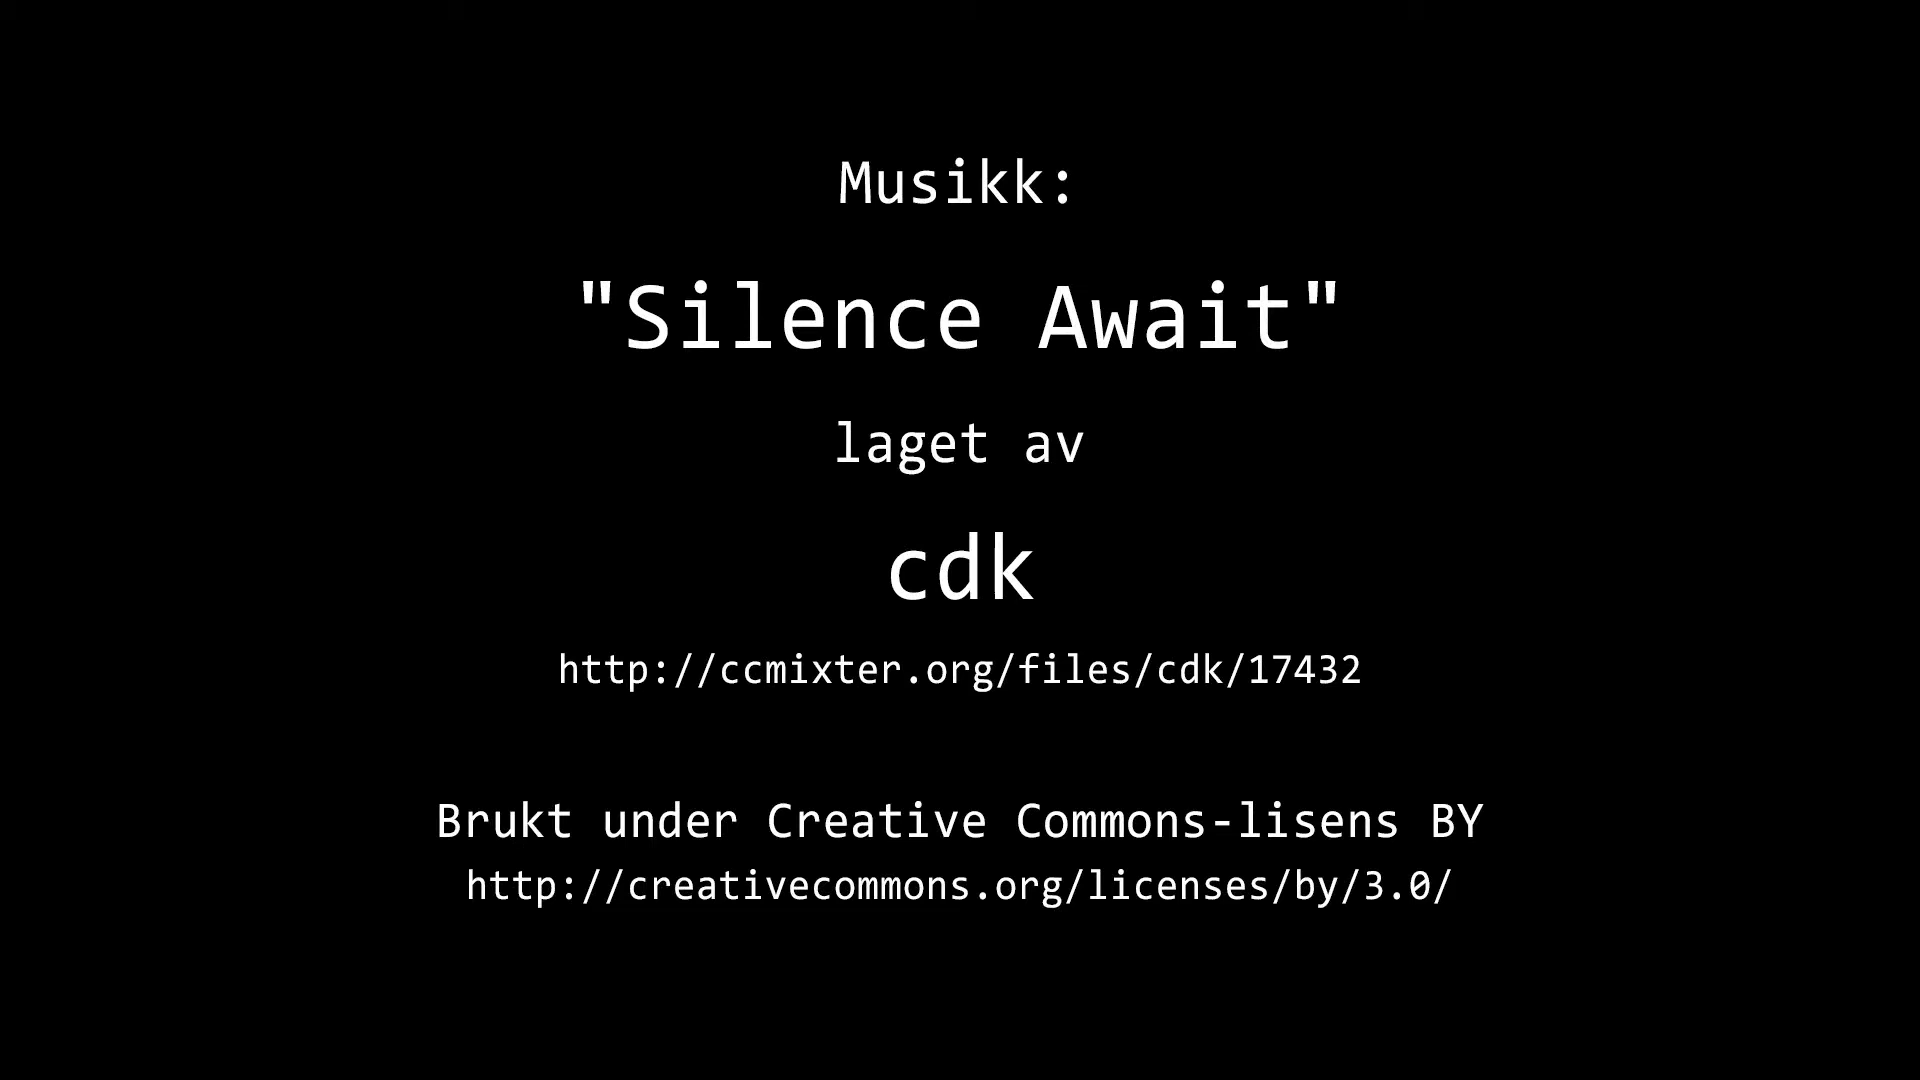 Musikk:
"Silence Await"
laget av
cdk
http://ccmixter.org/files/cdk/17432
Brukt under Creative Commons-lisens BY
http://creativecommons.org/licenses/by/3.0/